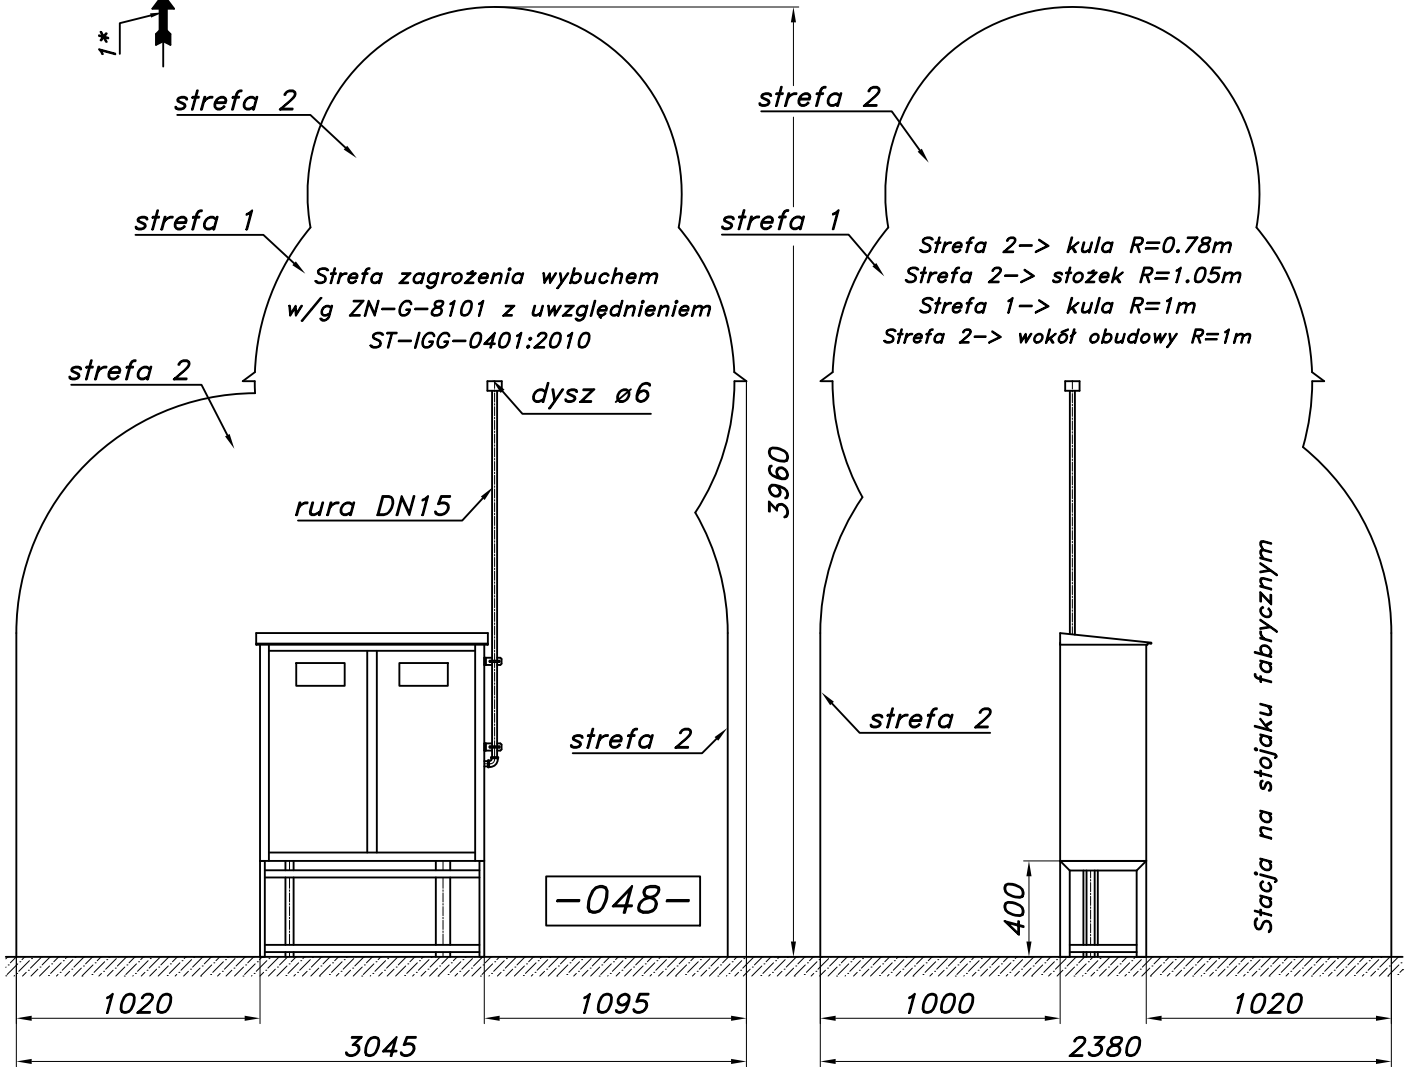 1*
strefa 2
strefa 1
Strefa zagrożenia wybuchem
w/g ZN-G-8101 z uwzględnieniem
ST-IGG-0401:2010
strefa 2
dysz ø6
rura DN15
strefa 2
-048-
1020
1095
3045
3960
strefa 2
strefa 1
Strefa 2-> kula R=0.78m
Strefa 2-> stożek R=1.05m
Strefa 1-> kula R=1m
Strefa 2-> wokół obudowy R=1m
strefa 2
Stacja na stojaku fabrycznym
400
1000
1020
2380